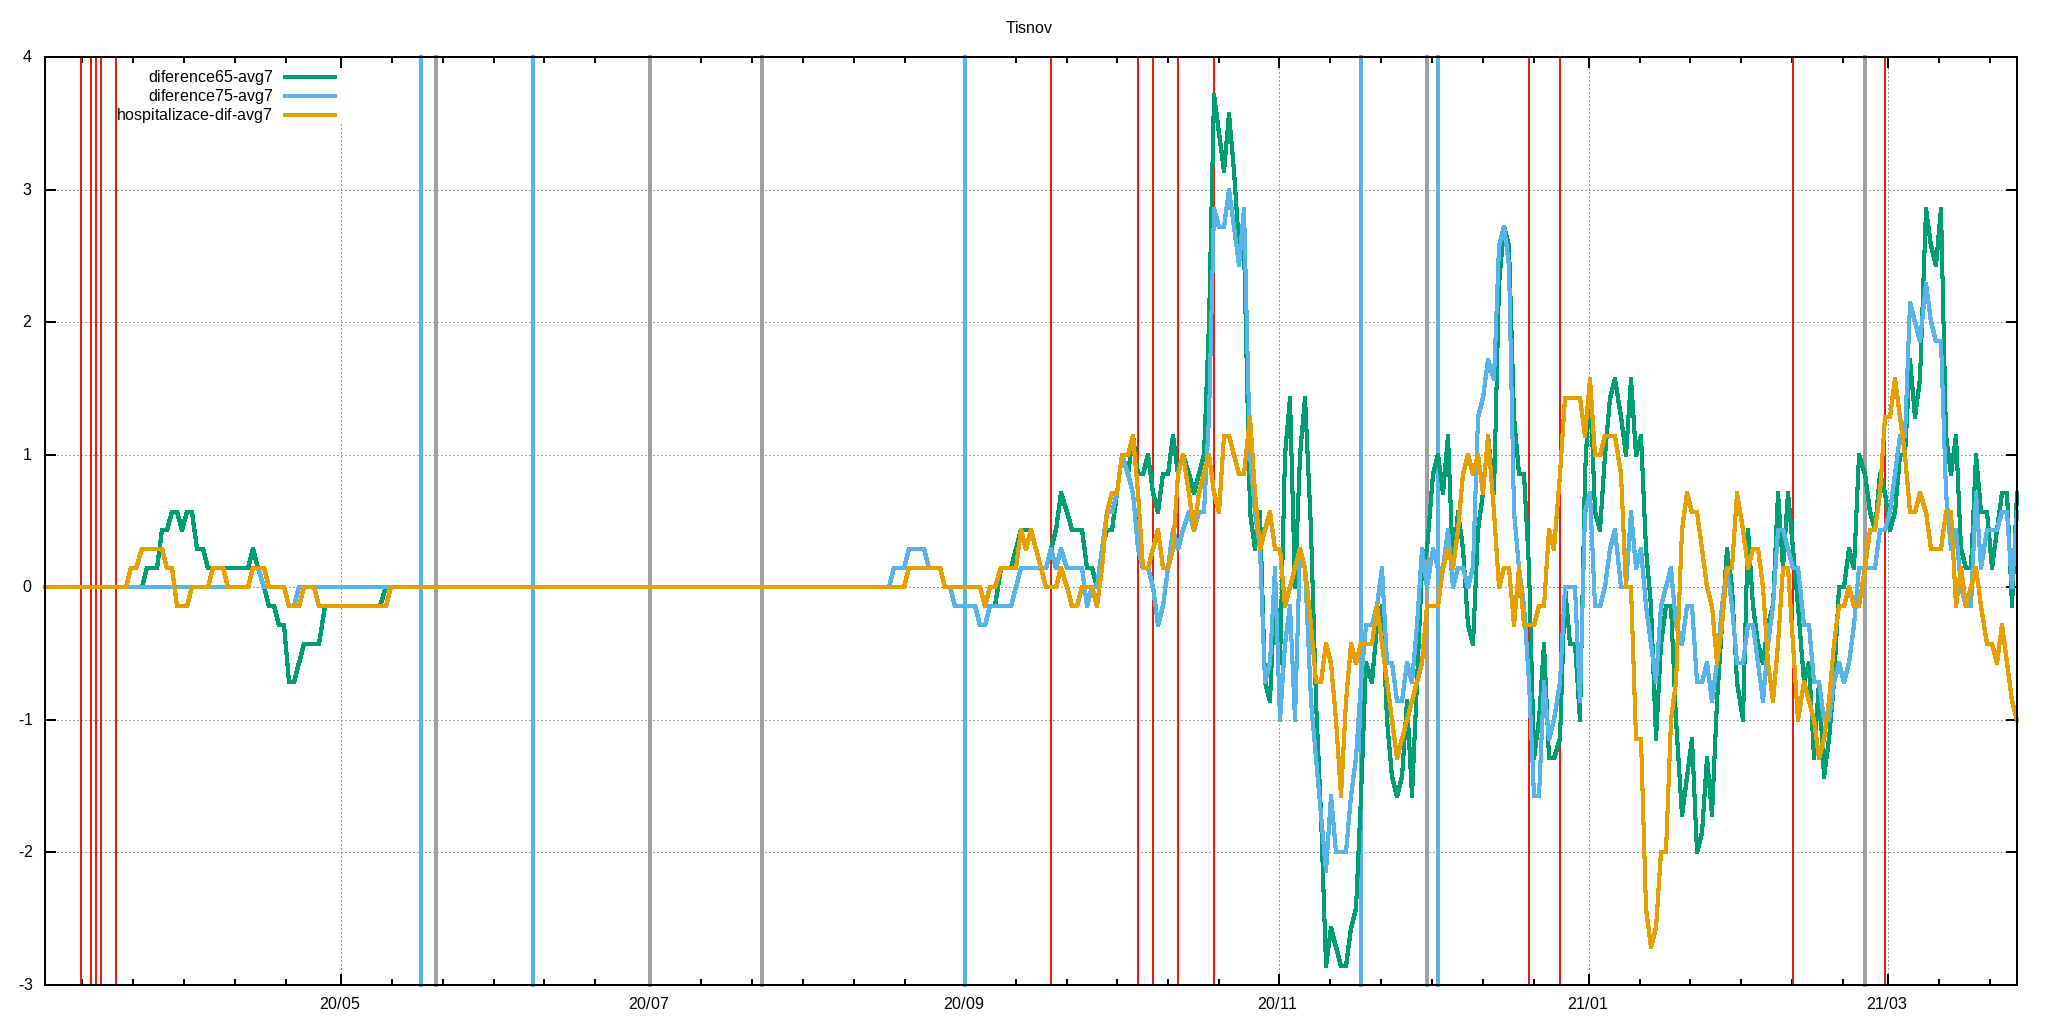 Tisnov
4
diference65-avg7
diference75-avg7
hospitalizace-dif-avg7
3
2
1
0
-1
-2
-3
20/05 20/07 20/09 20/11 21/01 21/03